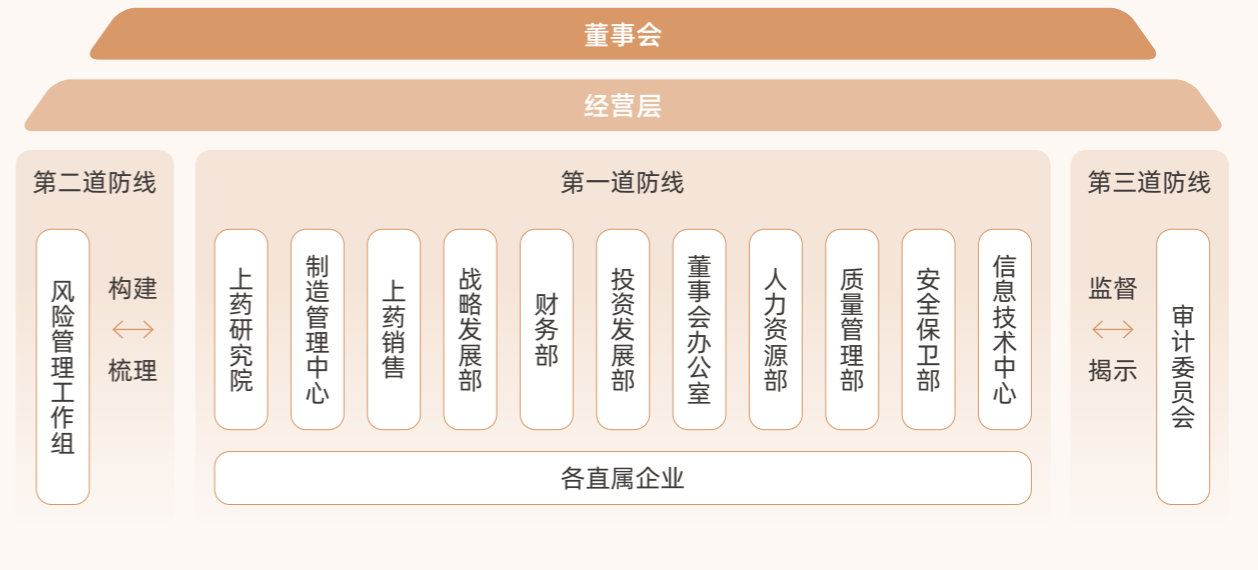 董事会
经营层
第二道防线
风险管理工作组
构建
梳理
第一道防线
上药研究院
制造管理中心
上药销售
战略发展部
财务部
投资发展部
董事会办公室
人力资源部
质量管理部
安全保卫部
信息技术中心
各直属企业
第三道防线
监督
揭示
审计委员会